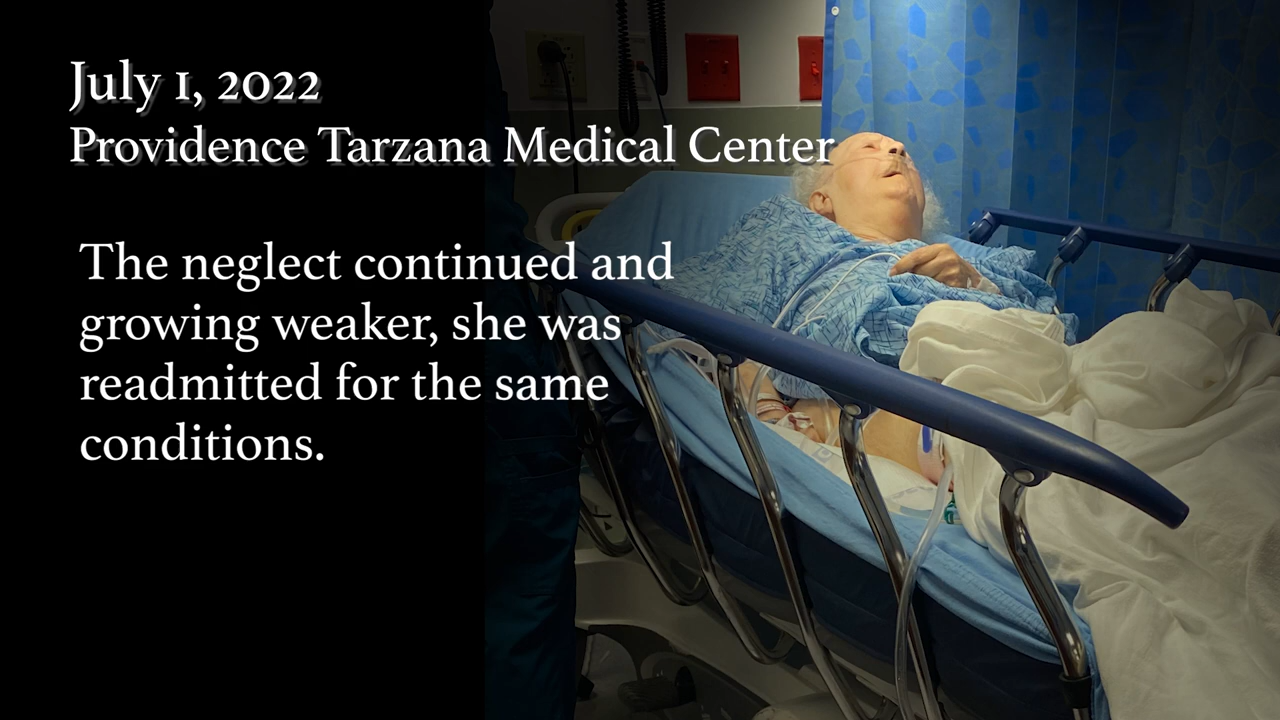 July 1, 2022
Providence Tarzana Medical Center
The neglect continued and
growing weaker, she was
readmitted for the same
conditions.